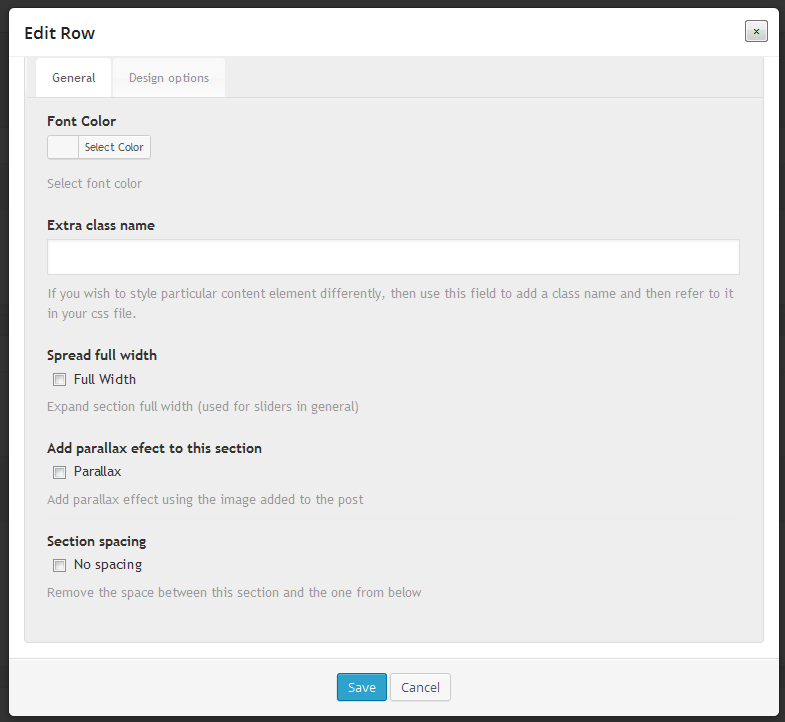 Edit Row
×
General
Design options
Font Color
Select Color
Select font color
Extra class name
If you wish to style particular content element differently, then use this field to add a class name and then refer to it
in your css file.
Spread full width
Full Width
Expand section full width (used for sliders in general)
Add parallax efect to this section
Parallax
Add parallax effect using the image added to the post
Section spacing
No spacing
Remove the space between this section and the one from below
Save
Cancel